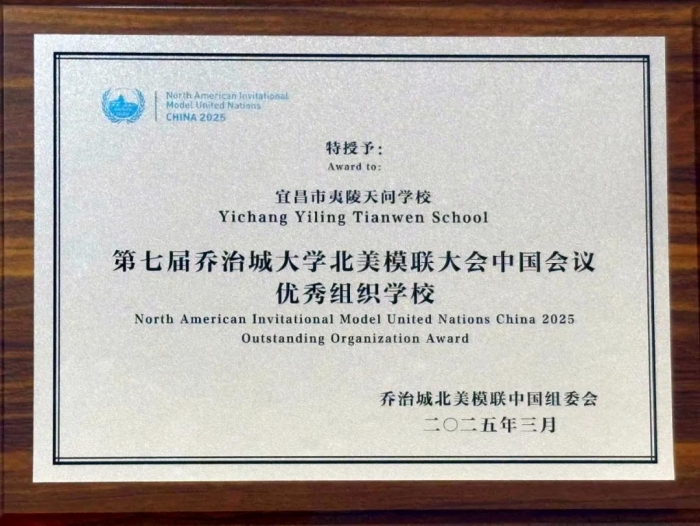 North American Invitational
Model United Nations
CHINA 2025
特授予：
Award to:
宜昌市夷陵天问学校
Yichang Yiling Tianwen School
第七届乔治城大学北美模联大会中国会议
优秀组织学校
North American Invitational Model United Nations China 2025
Outstanding Organization Award
乔治城北美模联中国组委会
二〇二五年三月